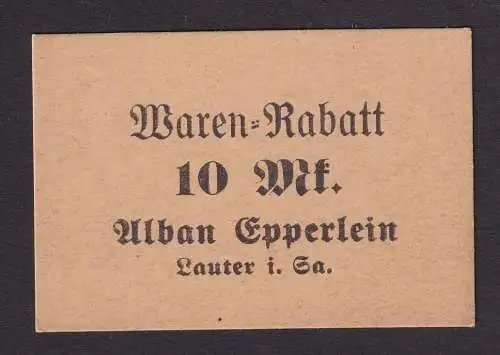 Waren-Rabatt
10 Mk.
Alban Epperlein
Lauter i. Sa.